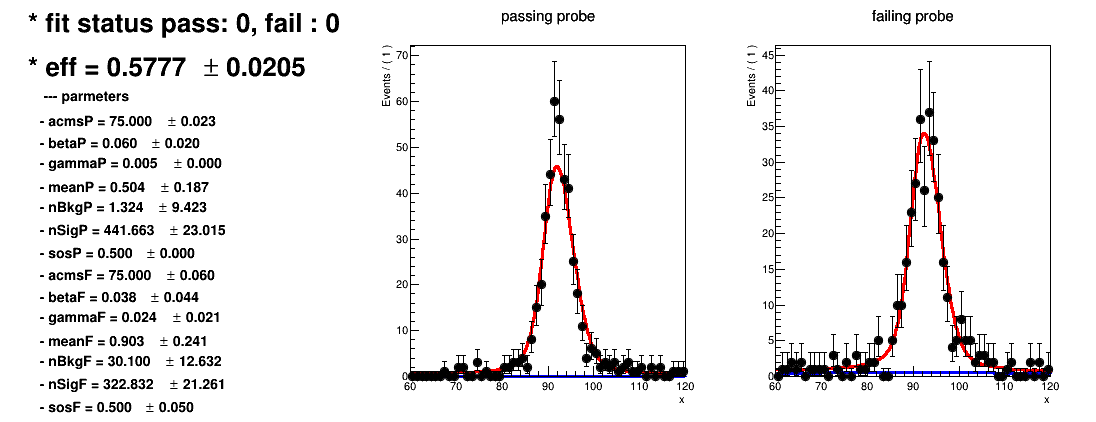 * fit status pass: 0, fail : 0
* eff = 0.5777 ± 0.0205
--- parmeters
- acmsP = 75.000 ± 0.023
- betaP = 0.060 ± 0.020
- gammaP = 0.005 ± 0.000
- meanP = 0.504 ± 0.187
- nBkgP = 1.324 ± 9.423
- nSigP = 441.663 ± 23.015
- sosP = 0.500 ± 0.000
- acmsF = 75.000 ± 0.060
- betaF = 0.038 ± 0.044
- gammaF = 0.024 ± 0.021
- meanF = 0.903 ± 0.241
- nBkgF = 30.100 ± 12.632
- nSigF = 322.832 ± 21.261
- sosF = 0.500 ± 0.050
passing probe
Events / ( 1 )
70
60
50
40
30
20
10
0
60 70 80 90 100 110 120
x
failing probe
Events / ( 1 )
45
40
35
30
25
20
15
10
5
0
60 70 80 90 100 110 120
x